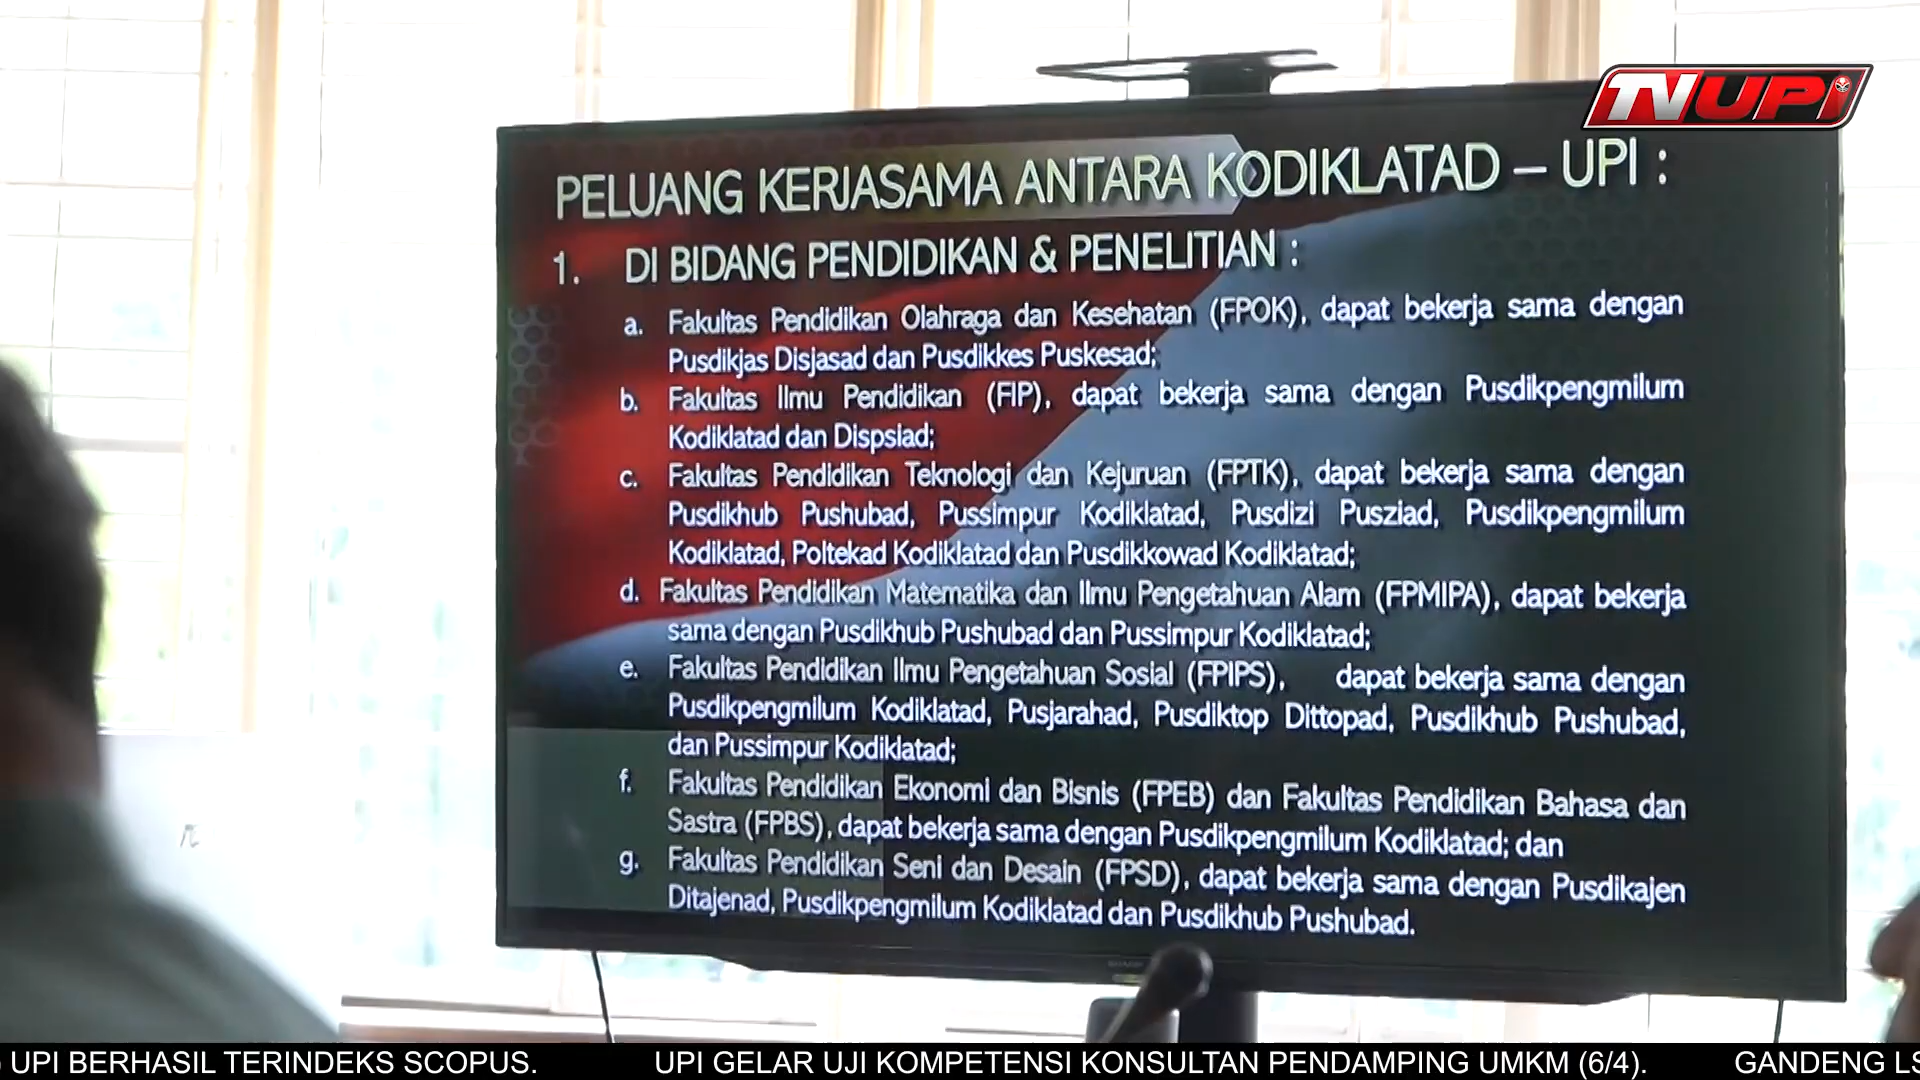 TVUPI
PELUANG KERJASAMA ANTARA KODIKLATAD – UPI :
1. DI BIDANG PENDIDIKAN & PENELITIAN :
a. Fakultas Pendidikan Olahraga dan Kesehatan (FPOK), dapat bekerja sama dengan
Pusdikjas Disjasad dan Pusdikkes Puskesad;
b. Fakultas Ilmu Pendidikan (FIP), dapat bekerja sama dengan Pusdikpengmilum
Kodiklatad dan Dispsiad;
c. Fakultas Pendidikan Teknologi dan Kejuruan (FPTK), dapat bekerja sama dengan
Pusdikhub Pushubad, Pussimpur Kodiklatad, Pusdizi Pusziad, Pusdikpengmilum
Kodiklatad, Poltekad Kodiklatad dan Pusdikkowad Kodiklatad;
d. Fakultas Pendidikan Matematika dan Ilmu Pengetahuan Alam (FPMIPA), dapat bekerja
sama dengan Pusdikhub Pushubad dan Pussimpur Kodiklatad;
e. Fakultas Pendidikan Ilmu Pengetahuan Sosial (FPIPS), dapat bekerja sama dengan
Pusdikpengmilum Kodiklatad, Pusjarahad, Pusdiktop Dittopad, Pusdikhub Pushubad,
dan Pussimpur Kodiklatad;
f. Fakultas Pendidikan Ekonomi dan Bisnis (FPEB) dan Fakultas Pendidikan Bahasa dan
Sastra (FPBS), dapat bekerja sama dengan Pusdikpengmilum Kodiklatad; dan
g. Fakultas Pendidikan Seni dan Desain (FPSD), dapat bekerja sama dengan Pusdikajen
Ditajenad, Pusdikpengmilum Kodiklatad dan Pusdikhub Pushubad.
UPI BERHASIL TERINDEKS SCOPUS. UPI GELAR UJI KOMPETENSI KONSULTAN PENDAMPING UMKM (6/4). GANDENG LS